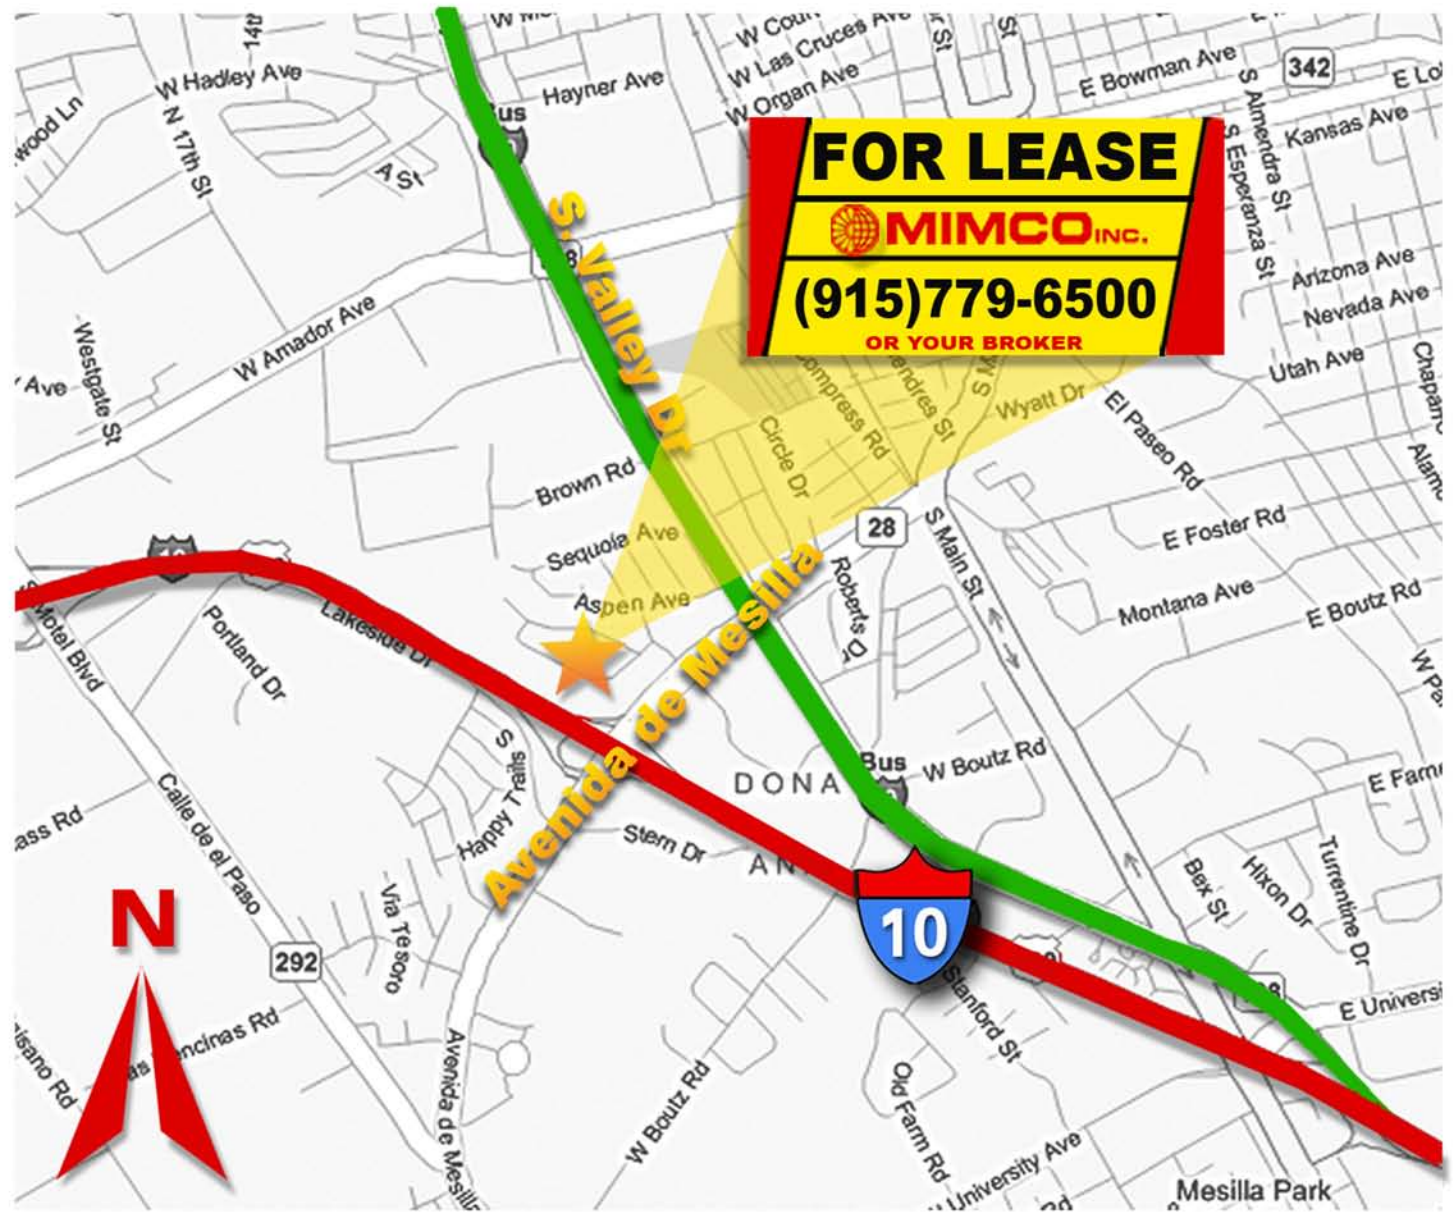 W Hadley Ave
N 17th St
A St
Hayner Ave
W Las Cruces Ave
W Organ Ave
E Bowman Ave
342
Kansas Ave
S Almendra St
S Esperanza St
Arizona Ave
Nevada Ave
Utah Ave
FOR LEASE
MIMCO INC.
(915)779-6500
OR YOUR BROKER
Bus
S. Valley Dr
W Amador Ave
Westgate St
Ave
Circle Dr
Compress Rd
Wyatt Dr
El Paseo Rd
Brown Rd
Sequoia Ave
Aspen Ave
28
S Main St
E Foster Rd
Montana Ave
E Boutz Rd
Roberts D
Motel Blvd
Portland Dr
Lakeside Dr
Avenida de Mesilla
S Happy Trails
Stern Dr
DONA
AN
Bus
W Boutz Rd
Calle de el Paso
Via Tesoro
292
10
Bex St
Hixon Dr
Turrentine Dr
Stanford St
Old Farm Rd
W Boutz Rd
Avenida de Mesilla
University Ave
Mesilla Park
N